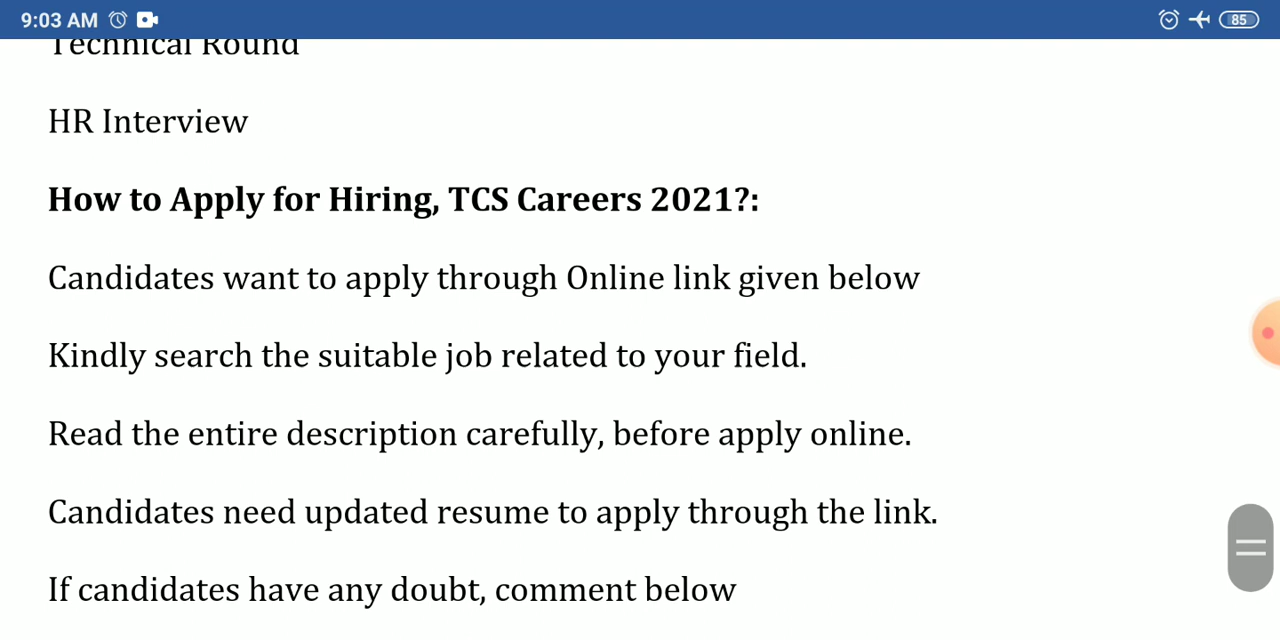 9:03 AM
85
Technical Round
HR Interview
How to Apply for Hiring, TCS Careers 2021?:
Candidates want to apply through Online link given below
Kindly search the suitable job related to your field.
Read the entire description carefully, before apply online.
Candidates need updated resume to apply through the link.
If candidates have any doubt, comment below